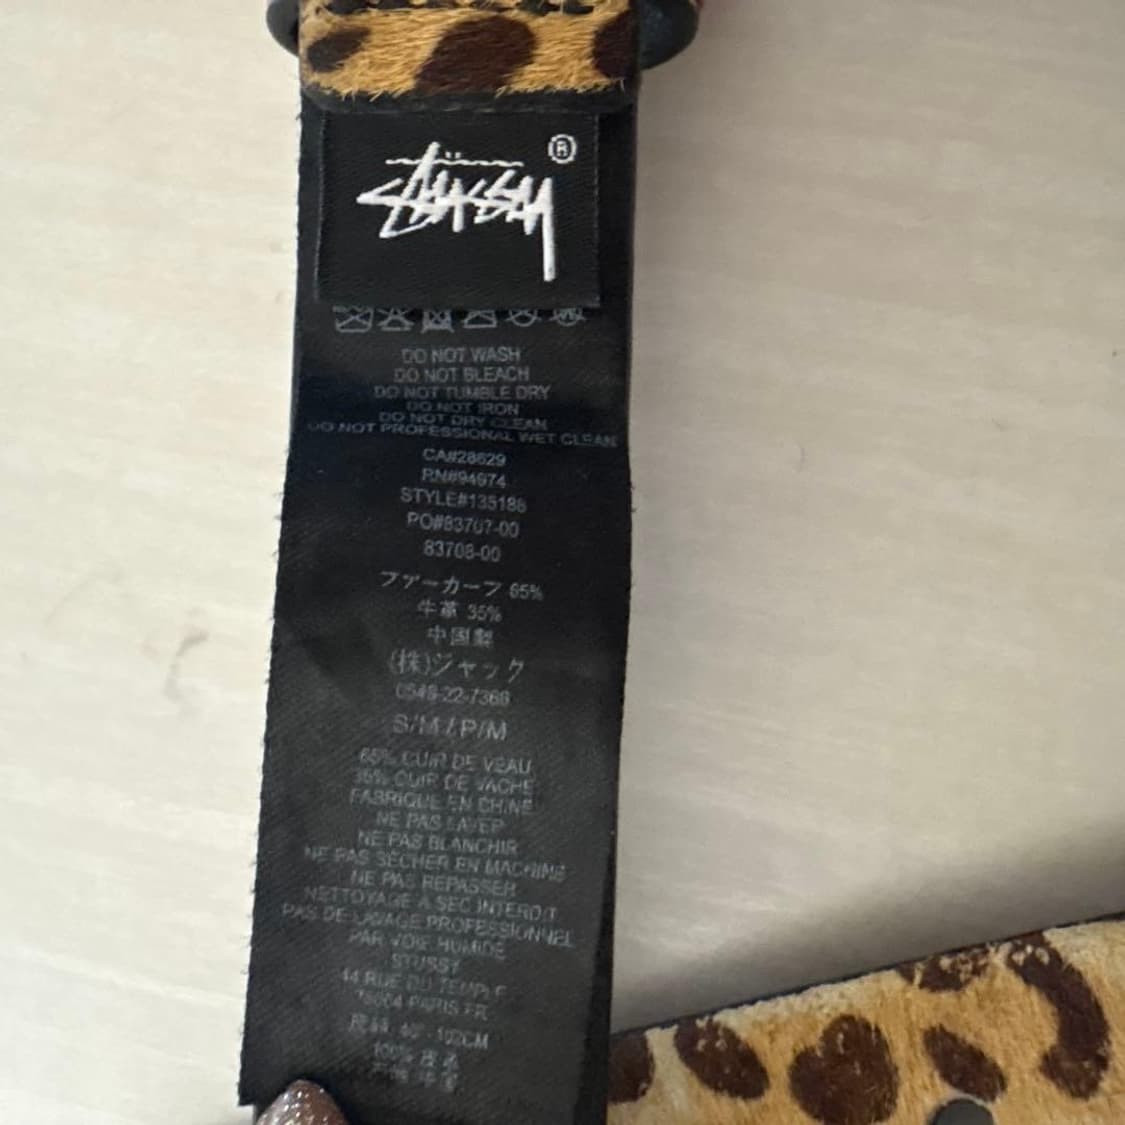 STÜSSY ®
DO NOT WASH
DO NOT BLEACH
DO NOT TUMBLE DRY
DO NOT IRON
DO NOT DRY CLEAN
DO NOT PROFESSIONAL WET CLEAN
CA#28629
RN#94974
STYLE#135188
PO#83707-00
83708-00
ファーカーフ 65%
牛革 35%
中国製
(株)ジャック
0548-22-7366
S/M / P/M
65% CUIR DE VEAU
35% CUIR DE VACHE
FABRIQUE EN CHINE
NE PAS LAVER
NE PAS BLANCHIR
NE PAS SECHER EN MACHINE
NE PAS REPASSER
NETTOYAGE A SEC INTERDIT
PAS DE LAVAGE PROFESSIONNEL
PAR VOIE HUMIDE
STUSSY
44 RUE DU TEMPLE
75004 PARIS FR
102CM
100%